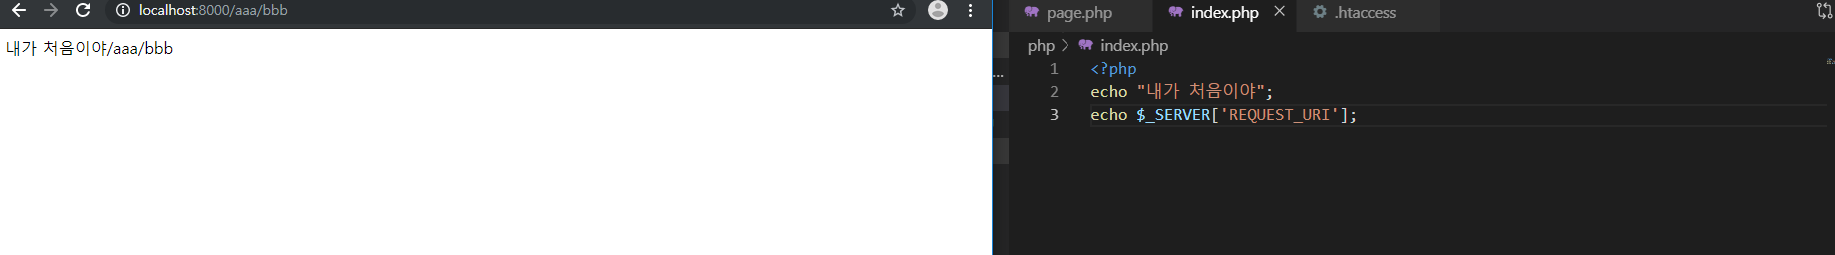 localhost:8000/aaa/bbb
내가 처음이야/aaa/bbb
page.php index.php .htaccess
php > index.php
1 <?php
2 echo "내가 처음이야";
3 echo $_SERVER['REQUEST_URI'];